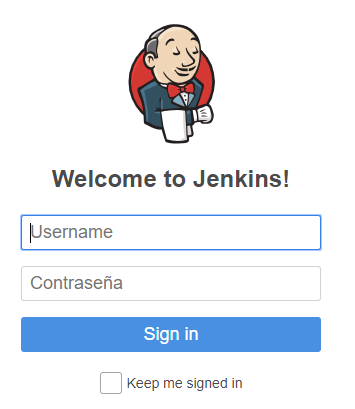 Welcome to Jenkins!
Username
Contraseña
Sign in
Keep me signed in